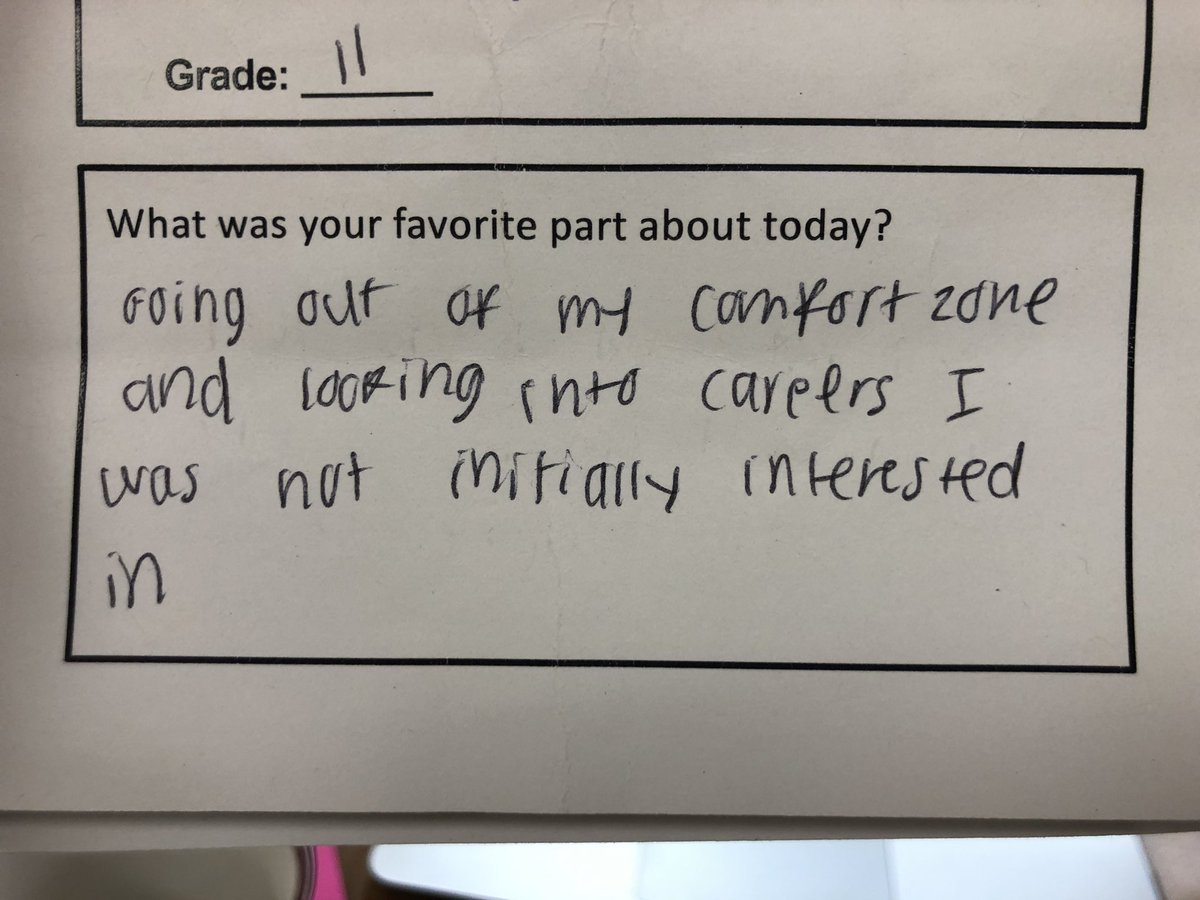 Grade: 11
What was your favorite part about today?
Going out of my comfort zone
and looking into careers I
was not initially interested
in